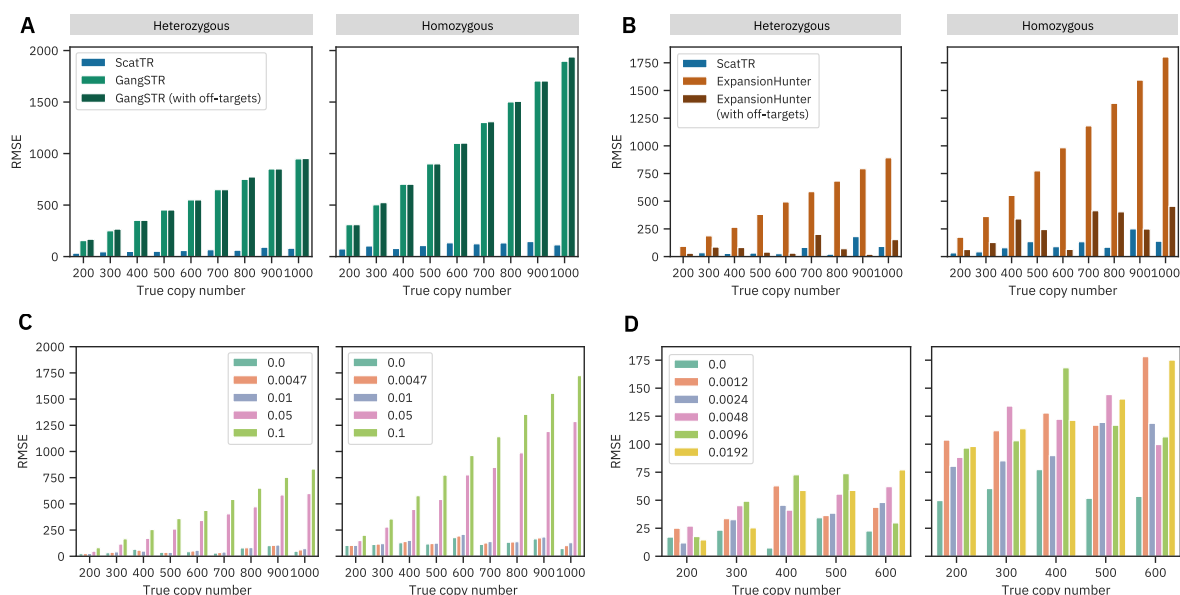 A
Heterozygous
Homozygous
RMSE
2000
1500
1000
500
0
ScatTR
GangSTR
GangSTR (with off-targets)
200 300 400 500 600 700 800 900 1000
True copy number
200 300 400 500 600 700 800 900 1000
True copy number
B
Heterozygous
Homozygous
RMSE
1750
1500
1250
1000
750
500
250
0
ScatTR
ExpansionHunter
ExpansionHunter
(with off-targets)
200 300 400 500 600 700 800 900 1000
True copy number
200 300 400 500 600 700 800 900 1000
True copy number
C
RMSE
2000
1750
1500
1250
1000
750
500
250
0
0.0
0.0047
0.01
0.05
0.1
200 300 400 500 600 700 800 900 1000
True copy number
0.0
0.0047
0.01
0.05
0.1
200 300 400 500 600 700 800 900 1000
True copy number
D
RMSE
175
150
125
100
75
50
25
0
0.0
0.0012
0.0024
0.0048
0.0096
0.0192
200 300 400 500 600
True copy number
200 300 400 500 600
True copy number